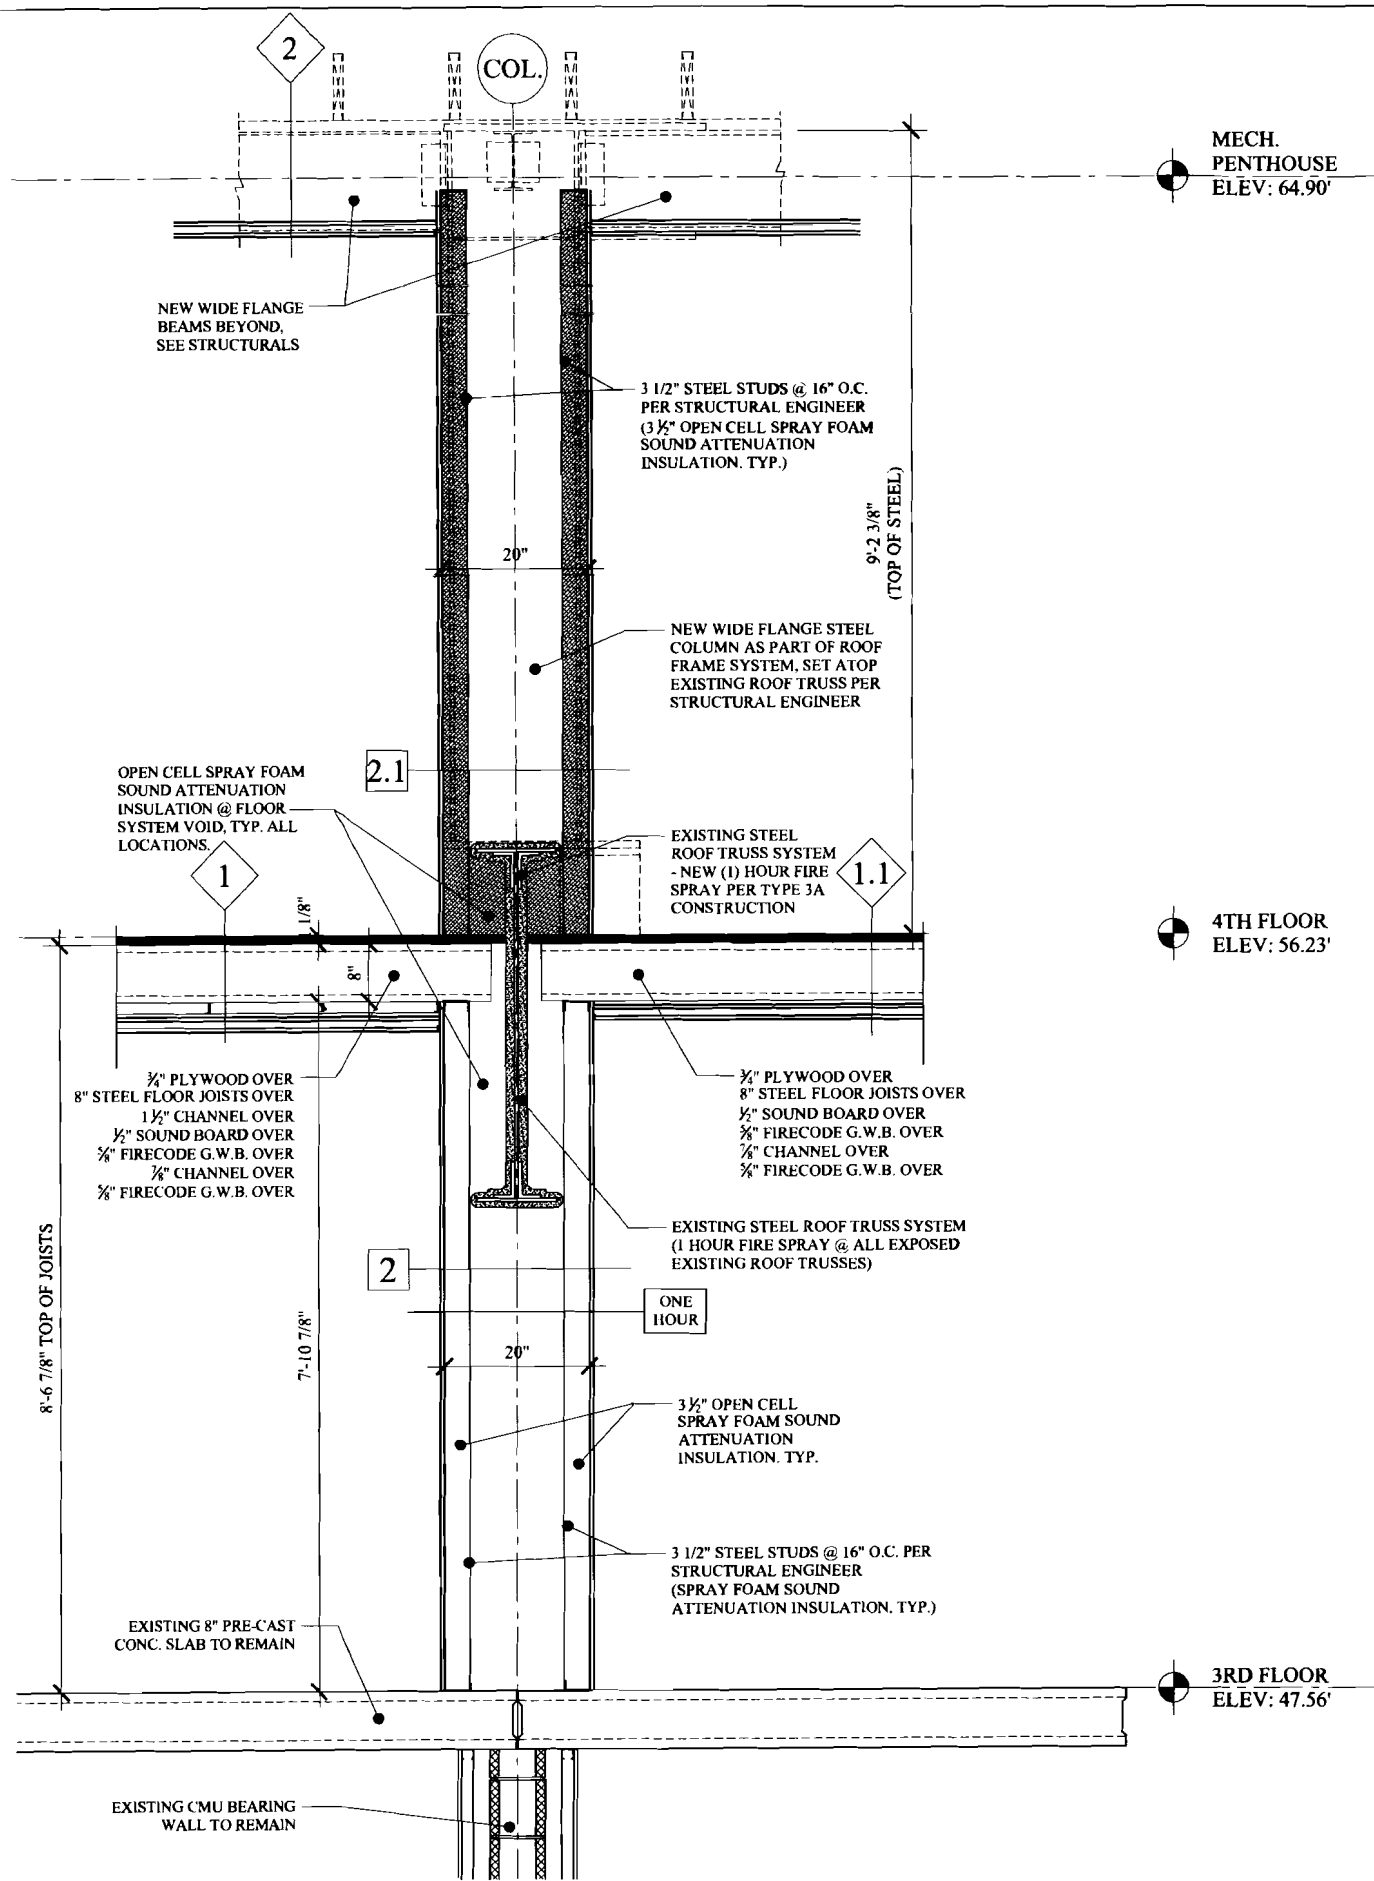 2
COL.
MECH.
PENTHOUSE
ELEV: 64.90'
NEW WIDE FLANGE
BEAMS BEYOND,
SEE STRUCTURALS
3 1/2" STEEL STUDS @ 16" O.C.
PER STRUCTURAL ENGINEER
(3 ½" OPEN CELL SPRAY FOAM
SOUND ATTENUATION
INSULATION. TYP.)
9'-2 3/8"
(TOP OF STEEL)
20"
NEW WIDE FLANGE STEEL
COLUMN AS PART OF ROOF
FRAME SYSTEM, SET ATOP
EXISTING ROOF TRUSS PER
STRUCTURAL ENGINEER
2.1
OPEN CELL SPRAY FOAM
SOUND ATTENUATION
INSULATION @ FLOOR
SYSTEM VOID, TYP. ALL
LOCATIONS.
EXISTING STEEL
ROOF TRUSS SYSTEM
- NEW (1) HOUR FIRE
SPRAY PER TYPE 3A
CONSTRUCTION
1
1.1
1/8"
4TH FLOOR
ELEV: 56.23'
8"
¾" PLYWOOD OVER
8" STEEL FLOOR JOISTS OVER
1 ½" CHANNEL OVER
½" SOUND BOARD OVER
⅝" FIRECODE G.W.B. OVER
⅞" CHANNEL OVER
⅝" FIRECODE G.W.B. OVER
¾" PLYWOOD OVER
8" STEEL FLOOR JOISTS OVER
½" SOUND BOARD OVER
⅝" FIRECODE G.W.B. OVER
⅞" CHANNEL OVER
⅝" FIRECODE G.W.B. OVER
EXISTING STEEL ROOF TRUSS SYSTEM
(1 HOUR FIRE SPRAY @ ALL EXPOSED
EXISTING ROOF TRUSSES)
2
ONE
HOUR
8'-6 7/8" TOP OF JOISTS
7'-10 7/8"
20"
3 ½" OPEN CELL
SPRAY FOAM SOUND
ATTENUATION
INSULATION. TYP.
3 1/2" STEEL STUDS @ 16" O.C. PER
STRUCTURAL ENGINEER
(SPRAY FOAM SOUND
ATTENUATION INSULATION. TYP.)
EXISTING 8" PRE-CAST
CONC. SLAB TO REMAIN
3RD FLOOR
ELEV: 47.56'
EXISTING CMU BEARING
WALL TO REMAIN